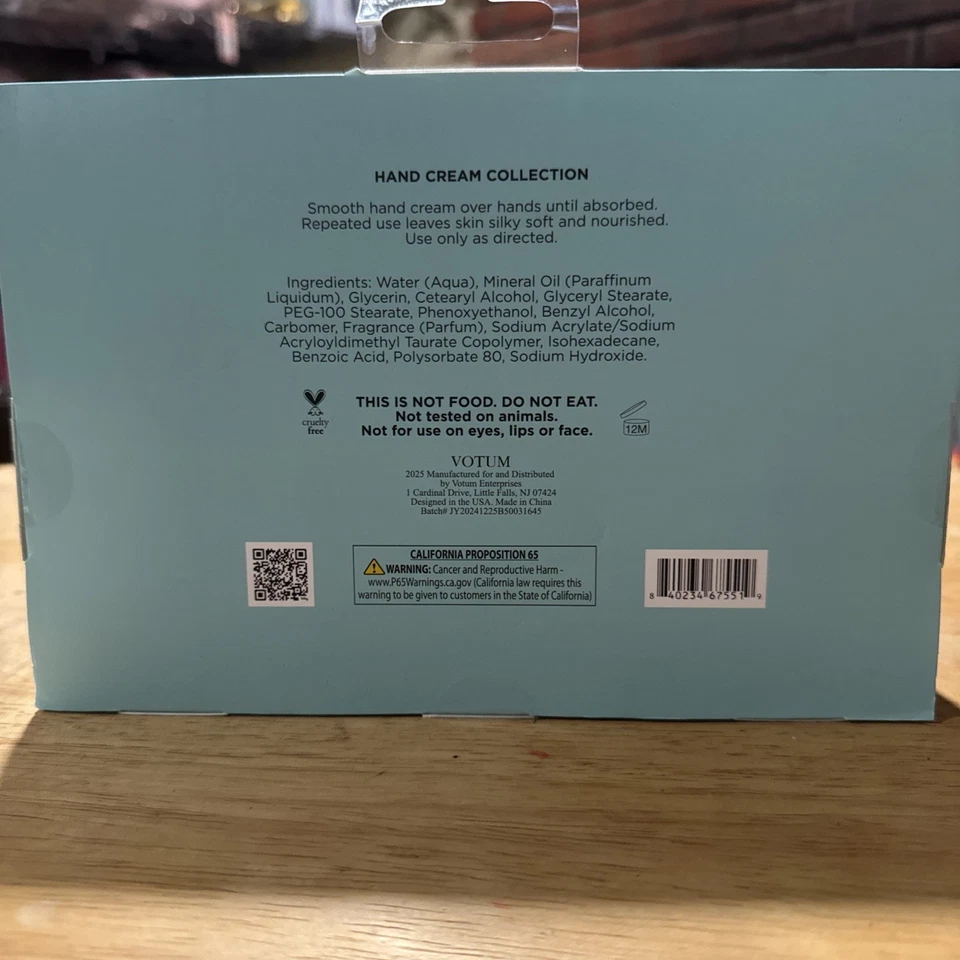 HAND CREAM COLLECTION
Smooth hand cream over hands until absorbed.
Repeated use leaves skin silky soft and nourished.
Use only as directed.
Ingredients: Water (Aqua), Mineral Oil (Paraffinum
Liquidum), Glycerin, Cetearyl Alcohol, Glyceryl Stearate,
PEG-100 Stearate, Phenoxyethanol, Benzyl Alcohol,
Carbomer, Fragrance (Parfum), Sodium Acrylate/Sodium
Acryloyldimethyl Taurate Copolymer, Isohexadecane,
Benzoic Acid, Polysorbate 80, Sodium Hydroxide.
cruelty
free
THIS IS NOT FOOD. DO NOT EAT.
Not tested on animals.
Not for use on eyes, lips or face.
12M
VOTUM
2025 Manufactured for and Distributed
by Votum Enterprises
1 Cardinal Drive, Little Falls, NJ 07424
Designed in the USA. Made in China
Batch# JY20241225B50031645
CALIFORNIA PROPOSITION 65
WARNING: Cancer and Reproductive Harm -
www.P65Warnings.ca.gov (California law requires this
warning to be given to customers in the State of California)
8 40234 67551 9